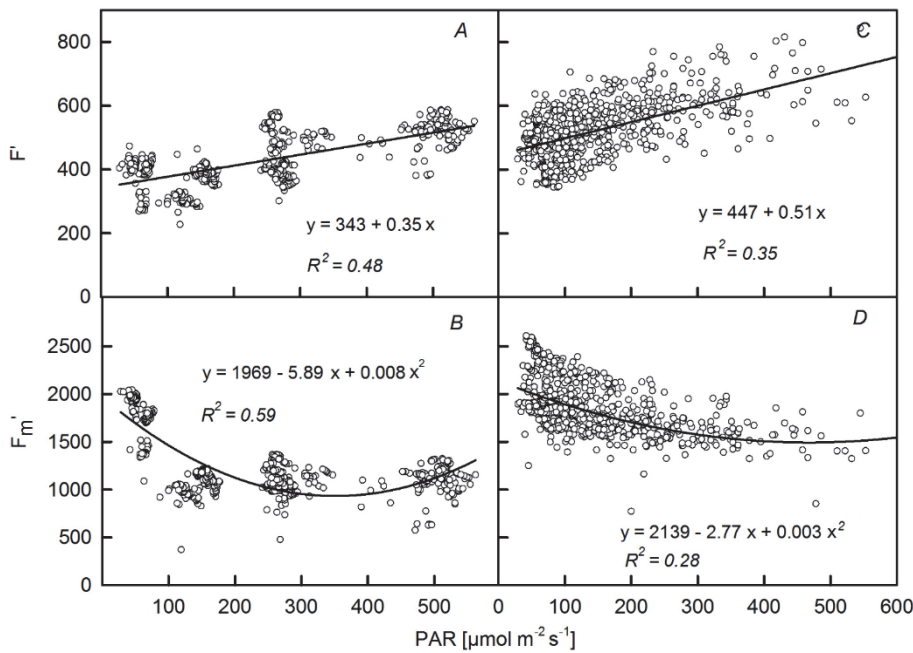 A
800
600
F'
400
200
0
y = 343 + 0.35 x
R² = 0.48
C
y = 447 + 0.51 x
R² = 0.35
B
2500
2000
Fm'
1500
1000
500
0
y = 1969 - 5.89 x + 0.008 x²
R² = 0.59
D
y = 2139 - 2.77 x + 0.003 x²
R² = 0.28
100 200 300 400 500 0 100 200 300 400 500 600
PAR [µmol m⁻² s⁻¹]